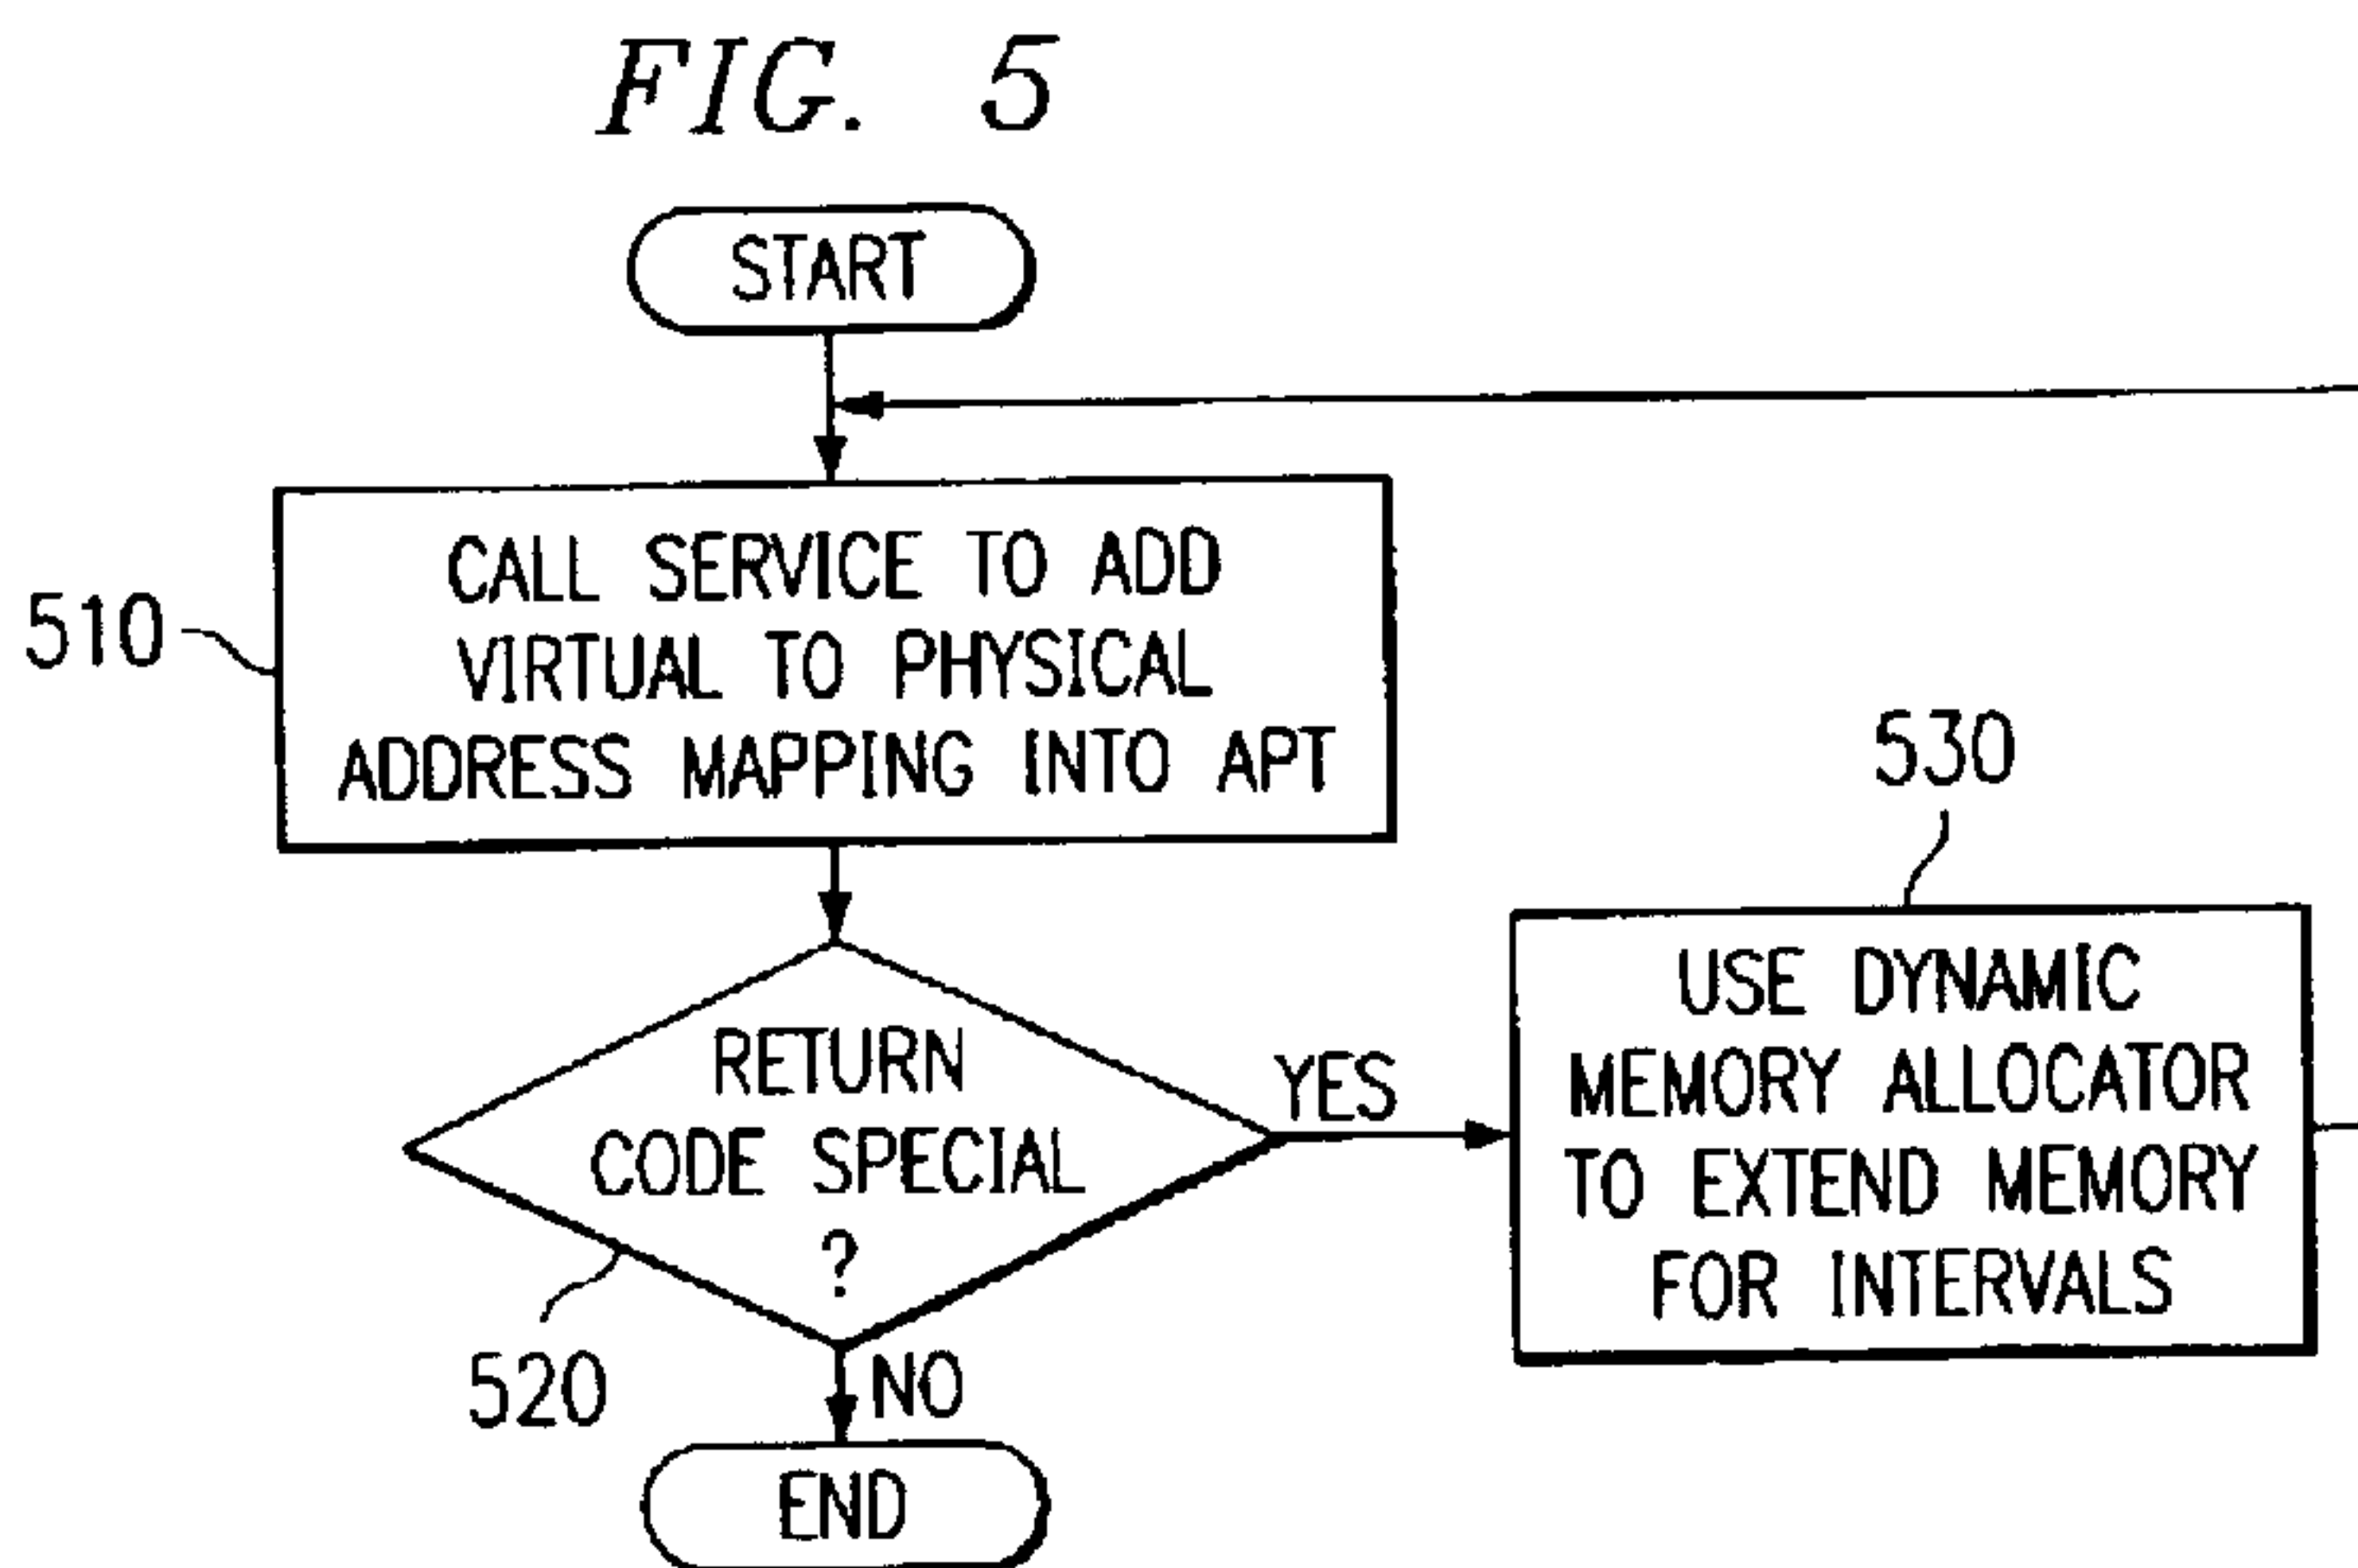 FIG. 5
START
CALL SERVICE TO ADD
VIRTUAL TO PHYSICAL
ADDRESS MAPPING INTO APT
510
RETURN
CODE SPECIAL
?
520
YES
NO
530
USE DYNAMIC
MEMORY ALLOCATOR
TO EXTEND MEMORY
FOR INTERVALS
END